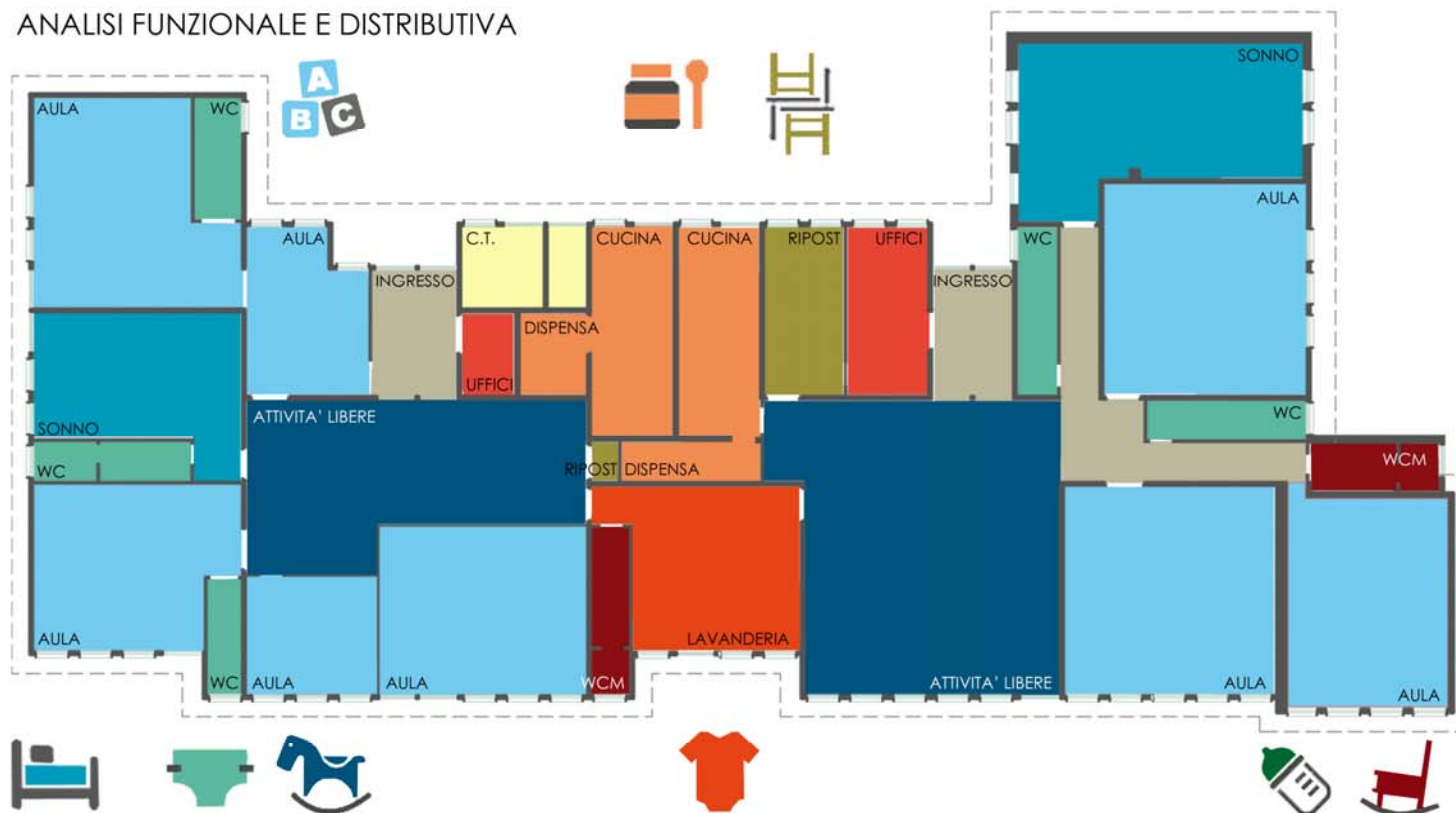 ANALISI FUNZIONALE E DISTRIBUTIVA
SONNO
A
B C
AULA
WC
AULA
AULA
C.T.
CUCINA
CUCINA
RIPOST
UFFICI
WC
INGRESSO
INGRESSO
DISPENSA
UFFICI
ATTIVITA' LIBERE
WC
SONNO
WCM
WC
RIPOST
DISPENSA
AULA
LAVANDERIA
WC
AULA
AULA
WCM
ATTIVITA' LIBERE
AULA
AULA